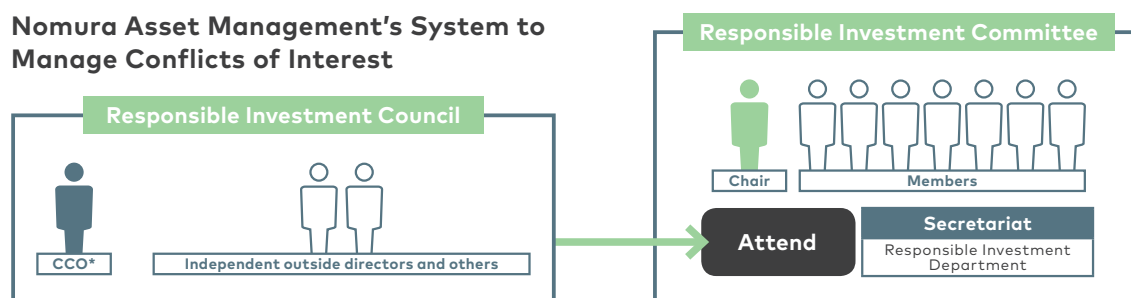 Nomura Asset Management’s System to
Manage Conflicts of Interest
Responsible Investment Council
CCO*
Independent outside directors and others
Responsible Investment Committee
Chair
Members
Attend
Secretariat
Responsible Investment
Department